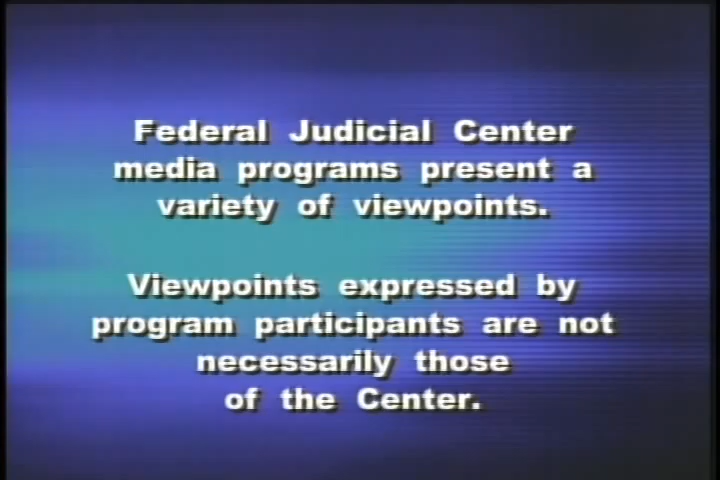 Federal Judicial Center
media programs present a
variety of viewpoints.
Viewpoints expressed by
program participants are not
necessarily those
of the Center.